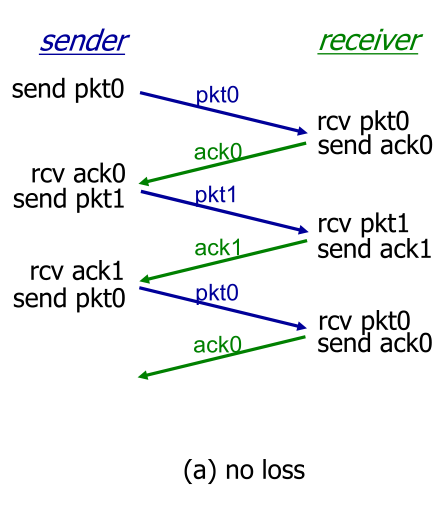 sender
receiver
send pkt0
pkt0
rcv pkt0
send ack0
ack0
rcv ack0
send pkt1
pkt1
rcv pkt1
send ack1
ack1
rcv ack1
send pkt0
pkt0
rcv pkt0
send ack0
ack0
(a) no loss